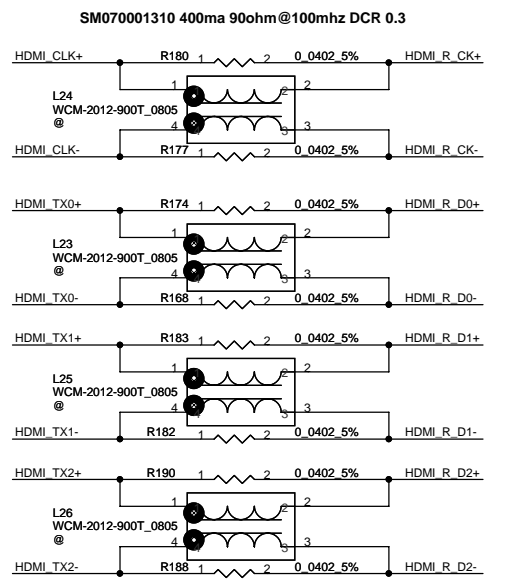 SM070001310 400ma 90ohm@100mhz DCR 0.3
HDMI_CLK+ R180 1 2 0_0402_5% HDMI_R_CK+
1 2 2
L24
WCM-2012-900T_0805
@
4 3 3
HDMI_CLK- R177 1 2 0_0402_5% HDMI_R_CK-
HDMI_TX0+ R174 1 2 0_0402_5% HDMI_R_D0+
1 2 2
L23
WCM-2012-900T_0805
@
4 3 3
HDMI_TX0- R168 1 2 0_0402_5% HDMI_R_D0-
HDMI_TX1+ R183 1 2 0_0402_5% HDMI_R_D1+
1 2 2
L25
WCM-2012-900T_0805
@
4 3 3
HDMI_TX1- R182 1 2 0_0402_5% HDMI_R_D1-
HDMI_TX2+ R190 1 2 0_0402_5% HDMI_R_D2+
1 2 2
L26
WCM-2012-900T_0805
@
4 3 3
HDMI_TX2- R188 1 2 0_0402_5% HDMI_R_D2-